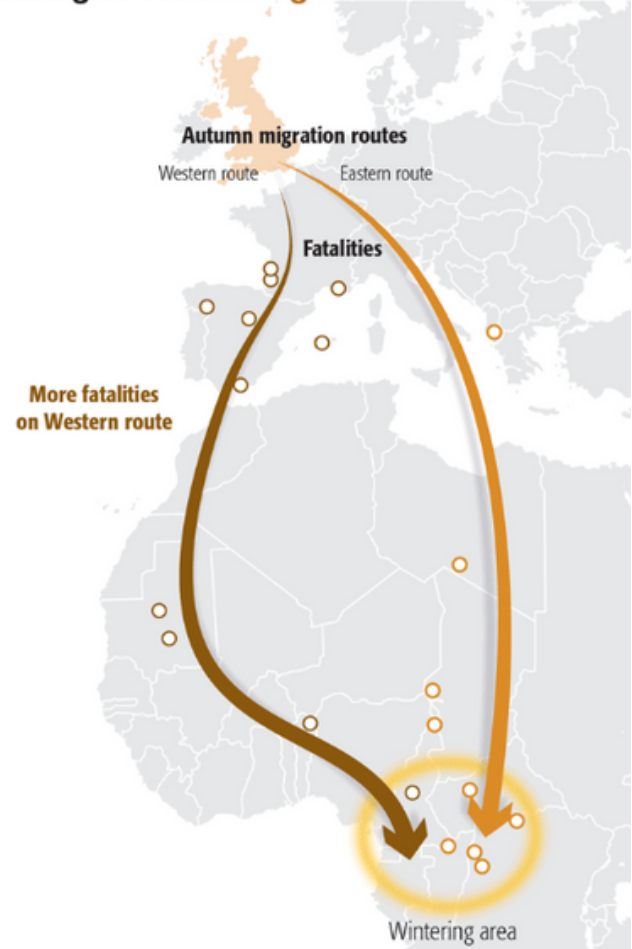 Autumn migration routes
Western route
Eastern route
Fatalities
More fatalities
on Western route
Wintering area